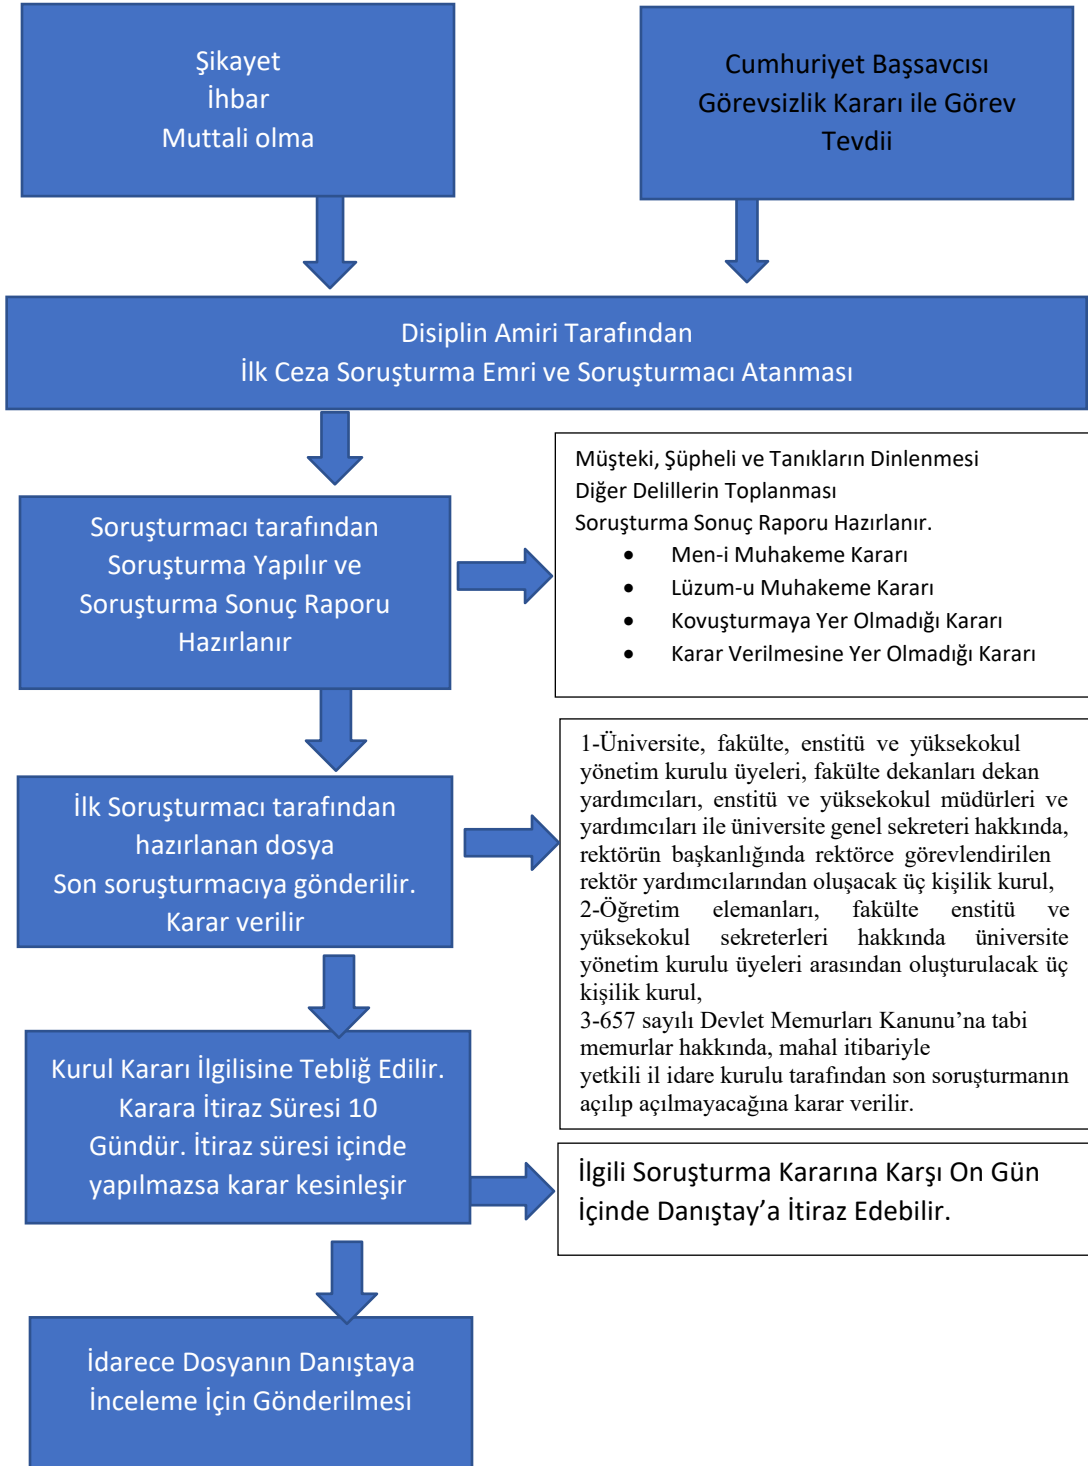 Şikayet
İhbar
Muttali olma
Cumhuriyet Başsavcısı
Görevsizlik Kararı ile Görev
Tevdii
Disiplin Amiri Tarafından
İlk Ceza Soruşturma Emri ve Soruşturmacı Atanması
Soruşturmacı tarafından
Soruşturma Yapılır ve
Soruşturma Sonuç Raporu
Hazırlanır
Müşteki, Şüpheli ve Tanıkların Dinlenmesi
Diğer Delillerin Toplanması
Soruşturma Sonuç Raporu Hazırlanır.
• Men-i Muhakeme Kararı
• Lüzum-u Muhakeme Kararı
• Kovuşturmaya Yer Olmadığı Kararı
• Karar Verilmesine Yer Olmadığı Kararı
İlk Soruşturmacı tarafından
hazırlanan dosya
Son soruşturmacıya gönderilir.
Karar verilir
1-Üniversite, fakülte, enstitü ve yüksekokul
yönetim kurulu üyeleri, fakülte dekanları dekan
yardımcıları, enstitü ve yüksekokul müdürleri ve
yardımcıları ile üniversite genel sekreteri hakkında,
rektörün başkanlığında rektörce görevlendirilen
rektör yardımcılarından oluşacak üç kişilik kurul,
2-Öğretim elemanları, fakülte enstitü ve
yüksekokul sekreterleri hakkında üniversite
yönetim kurulu üyeleri arasından oluşturulacak üç
kişilik kurul,
3-657 sayılı Devlet Memurları Kanunu’na tabi
memurlar hakkında, mahal itibariyle
yetkili il idare kurulu tarafından son soruşturmanın
açılıp açılmayacağına karar verilir.
Kurul Kararı İlgilisine Tebliğ Edilir.
Karara İtiraz Süresi 10
Gündür. İtiraz süresi içinde
yapılmazsa karar kesinleşir
İlgili Soruşturma Kararına Karşı On Gün
İçinde Danıştay’a İtiraz Edebilir.
İdarece Dosyanın Danıştaya
İnceleme İçin Gönderilmesi